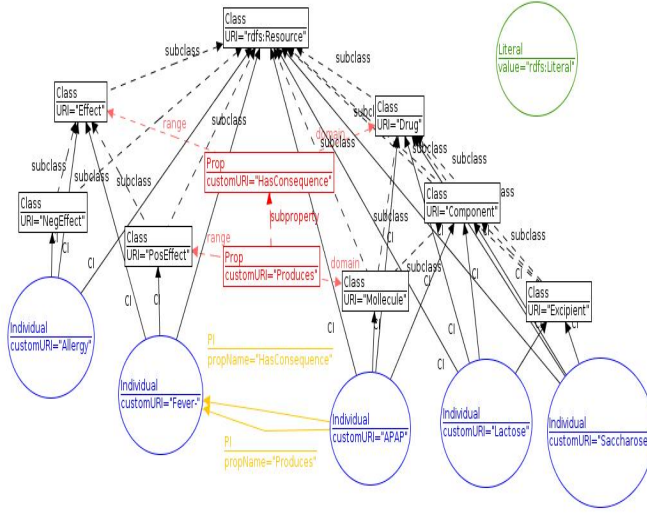 Class
URI="rdfs:Resource"
Literal
value="rdfs:Literal"
subclass
subclass
Class
URI="Effect"
Class
URI="Drug"
subclass
range
domain
subclass
Prop
customURI="HasConsequence"
subclass
subclass
subclass
subclass
subclass
Class
URI="NegEffect"
Class
URI="Component"
subproperty
subclass
subclass
Class
URI="PosEffect"
range
Prop
customURI="Produces"
domain
subclass
Class
URI="Mollecule"
Class
URI="Excipient"
CI
CI
CI
CI
CI
CI
CI
CI
CI
CI
CI
Individual
customURI="Allergy"
PI
propName="HasConsequence"
Individual
customURI="Fever-"
Individual
customURI="APAP"
Individual
customURI="Lactose"
Individual
customURI="Saccharose"
PI
propName="Produces"